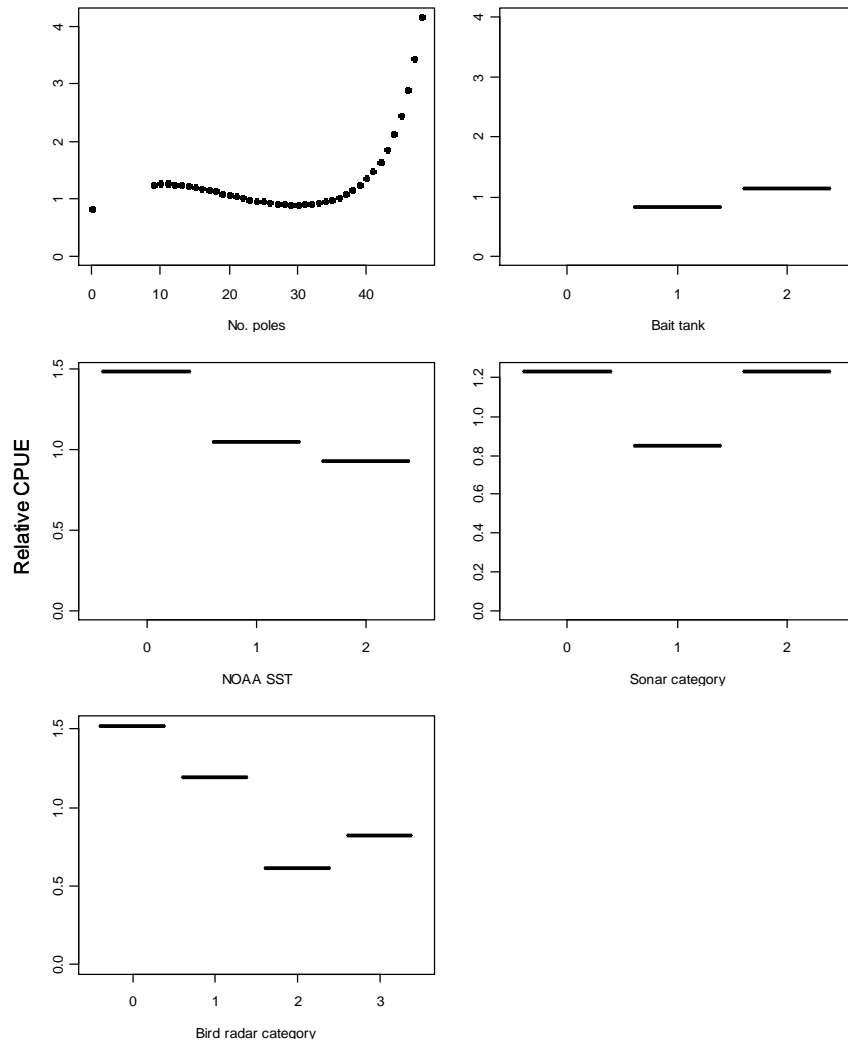 4
3
2
1
0
0 10 20 30 40
No. poles
4
3
2
1
0
0 1 2
Bait tank
Relative CPUE
1.5
1.0
0.5
0.0
0 1 2
NOAA SST
1.2
1.0
0.8
0.6
0.4
0.2
0.0
0 1 2
Sonar category
1.5
1.0
0.5
0.0
0 1 2 3
Bird radar category